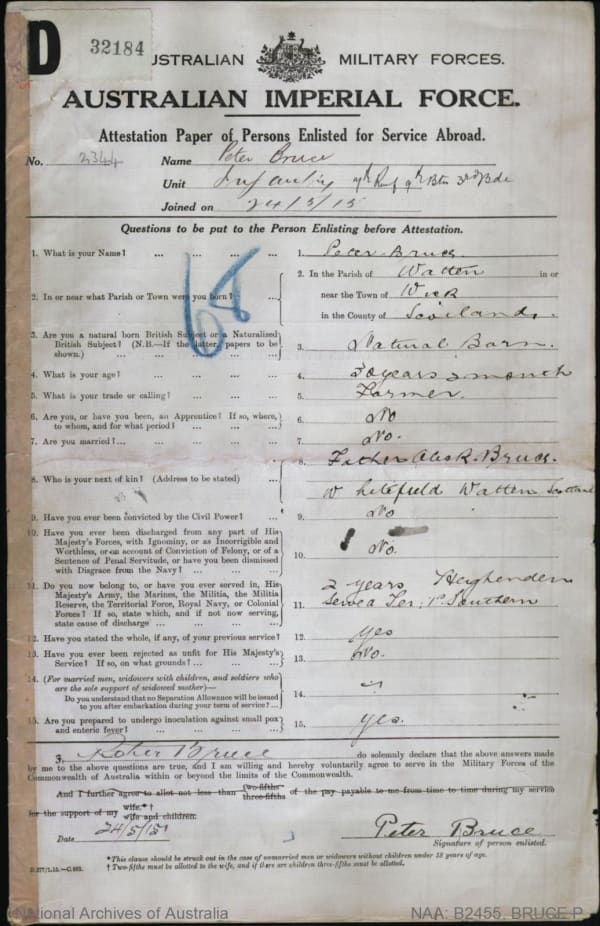 D
32184
AUSTRALIAN MILITARY FORCES.
AUSTRALIAN IMPERIAL FORCE.
Attestation Paper of Persons Enlisted for Service Abroad.
No. 2344 Name Peter Bruce
Unit Infantry 7th Reinf 9th Btn 3rd Bde
Joined on 24/5/15
Questions to be put to the Person Enlisting before Attestation.
68
1. What is your Name? ... ... ... ... 1. Peter Bruce
2. In or near what Parish or Town were you born? ... 2. In the Parish of Watten in or
near the Town of Wick
in the County of Scotland.
3. Are you a natural born British Subject or a Naturalized
British Subject? (N.B.—If the latter, papers to be
shown.) ... ... ... ... 3. Natural Born.
4. What is your age? ... ... ... ... 4. 30 years 2 month
5. What is your trade or calling? ... ... ... 5. Farmer.
6. Are you, or have you been, an Apprentice? If so, where,
to whom, and for what period? ... ... ... 6. No
7. Are you married? ... ... ... ... 7. No.
8. Who is your next of kin? (Address to be stated) ... 8. Father Alex R. Bruce.
Whitefield Watten Scotland
9. Have you ever been convicted by the Civil Power? ... 9. No
10. Have you ever been discharged from any part of His
Majesty's Forces, with Ignominy, or as Incorrigible and
Worthless, or on account of Conviction of Felony, or of a
Sentence of Penal Servitude, or have you been dismissed
with Disgrace from the Navy? ... ... ... 10. No.
11. Do you now belong to, or have you ever served in, His
Majesty's Army, the Marines, the Militia, the Militia
Reserve, the Territorial Force, Royal Navy, or Colonial
Forces? If so, state which, and if not now serving,
state cause of discharge ... ... ... 11. 2 years
12. Have you stated the whole, if any, of your previous service? 12. yes
13. Have you ever been rejected as unfit for His Majesty's
Service? If so, on what grounds? ... ... ... 13. No.
14. (For married men, widowers with children, and soldiers who
are the sole support of widowed mother)—
Do you understand that no Separation Allowance will be issued
to you after embarkation during your term of service? ... 14.
15. Are you prepared to undergo inoculation against small pox
and enteric fever? ... ... ... ... 15. yes.
I, Peter Bruce do solemnly declare that the above answers made
by me to the above questions are true, and I am willing and hereby voluntarily agree to serve in the Military Forces of the
Commonwealth of Australia within or beyond the limits of the Commonwealth.
And I further agree to allot not less than two-fifths three-fifths of the pay payable to me from time to time during my service
for the support of my wife.*† wife and children.
Date 24/5/15 Peter Bruce
Signature of person enlisted.
*This clause should be struck out in the case of unmarried men or widowers without children under 18 years of age.
† Two-fifths must be allotted to the wife, and if there are children three-fifths must be allotted.
National Archives of Australia NAA: B2455, BRUCE P